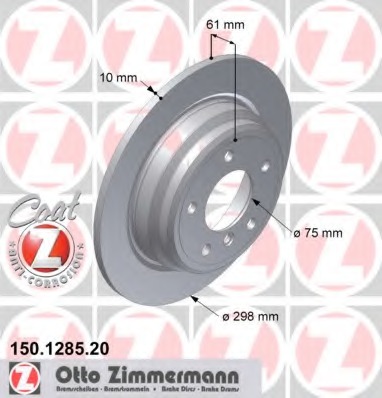 61 mm
10 mm
Z
Coat
Z
ANTI-CORROSION
ø 75 mm
ø 298 mm
150.1285.20
Z
Otto Zimmermann
Bremsscheiben • Bremstrommeln • Brake Discs • Brake Drums